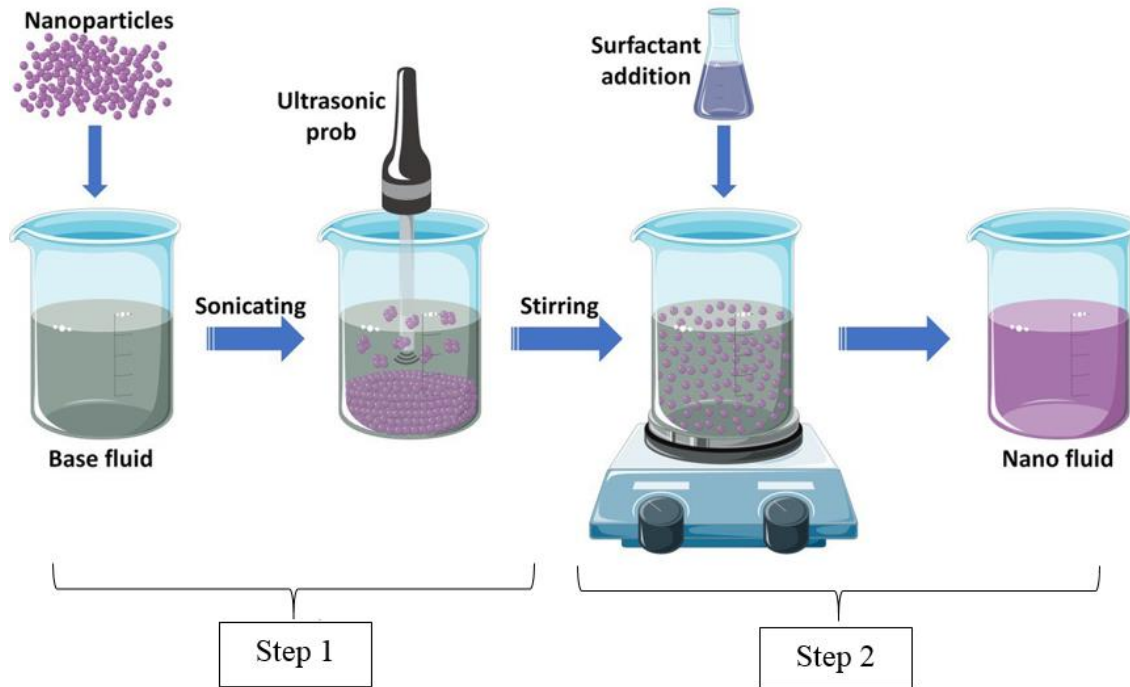 Nanoparticles
Ultrasonic
prob
Surfactant
addition
Sonicating
Stirring
Base fluid
Nano fluid
Step 1
Step 2